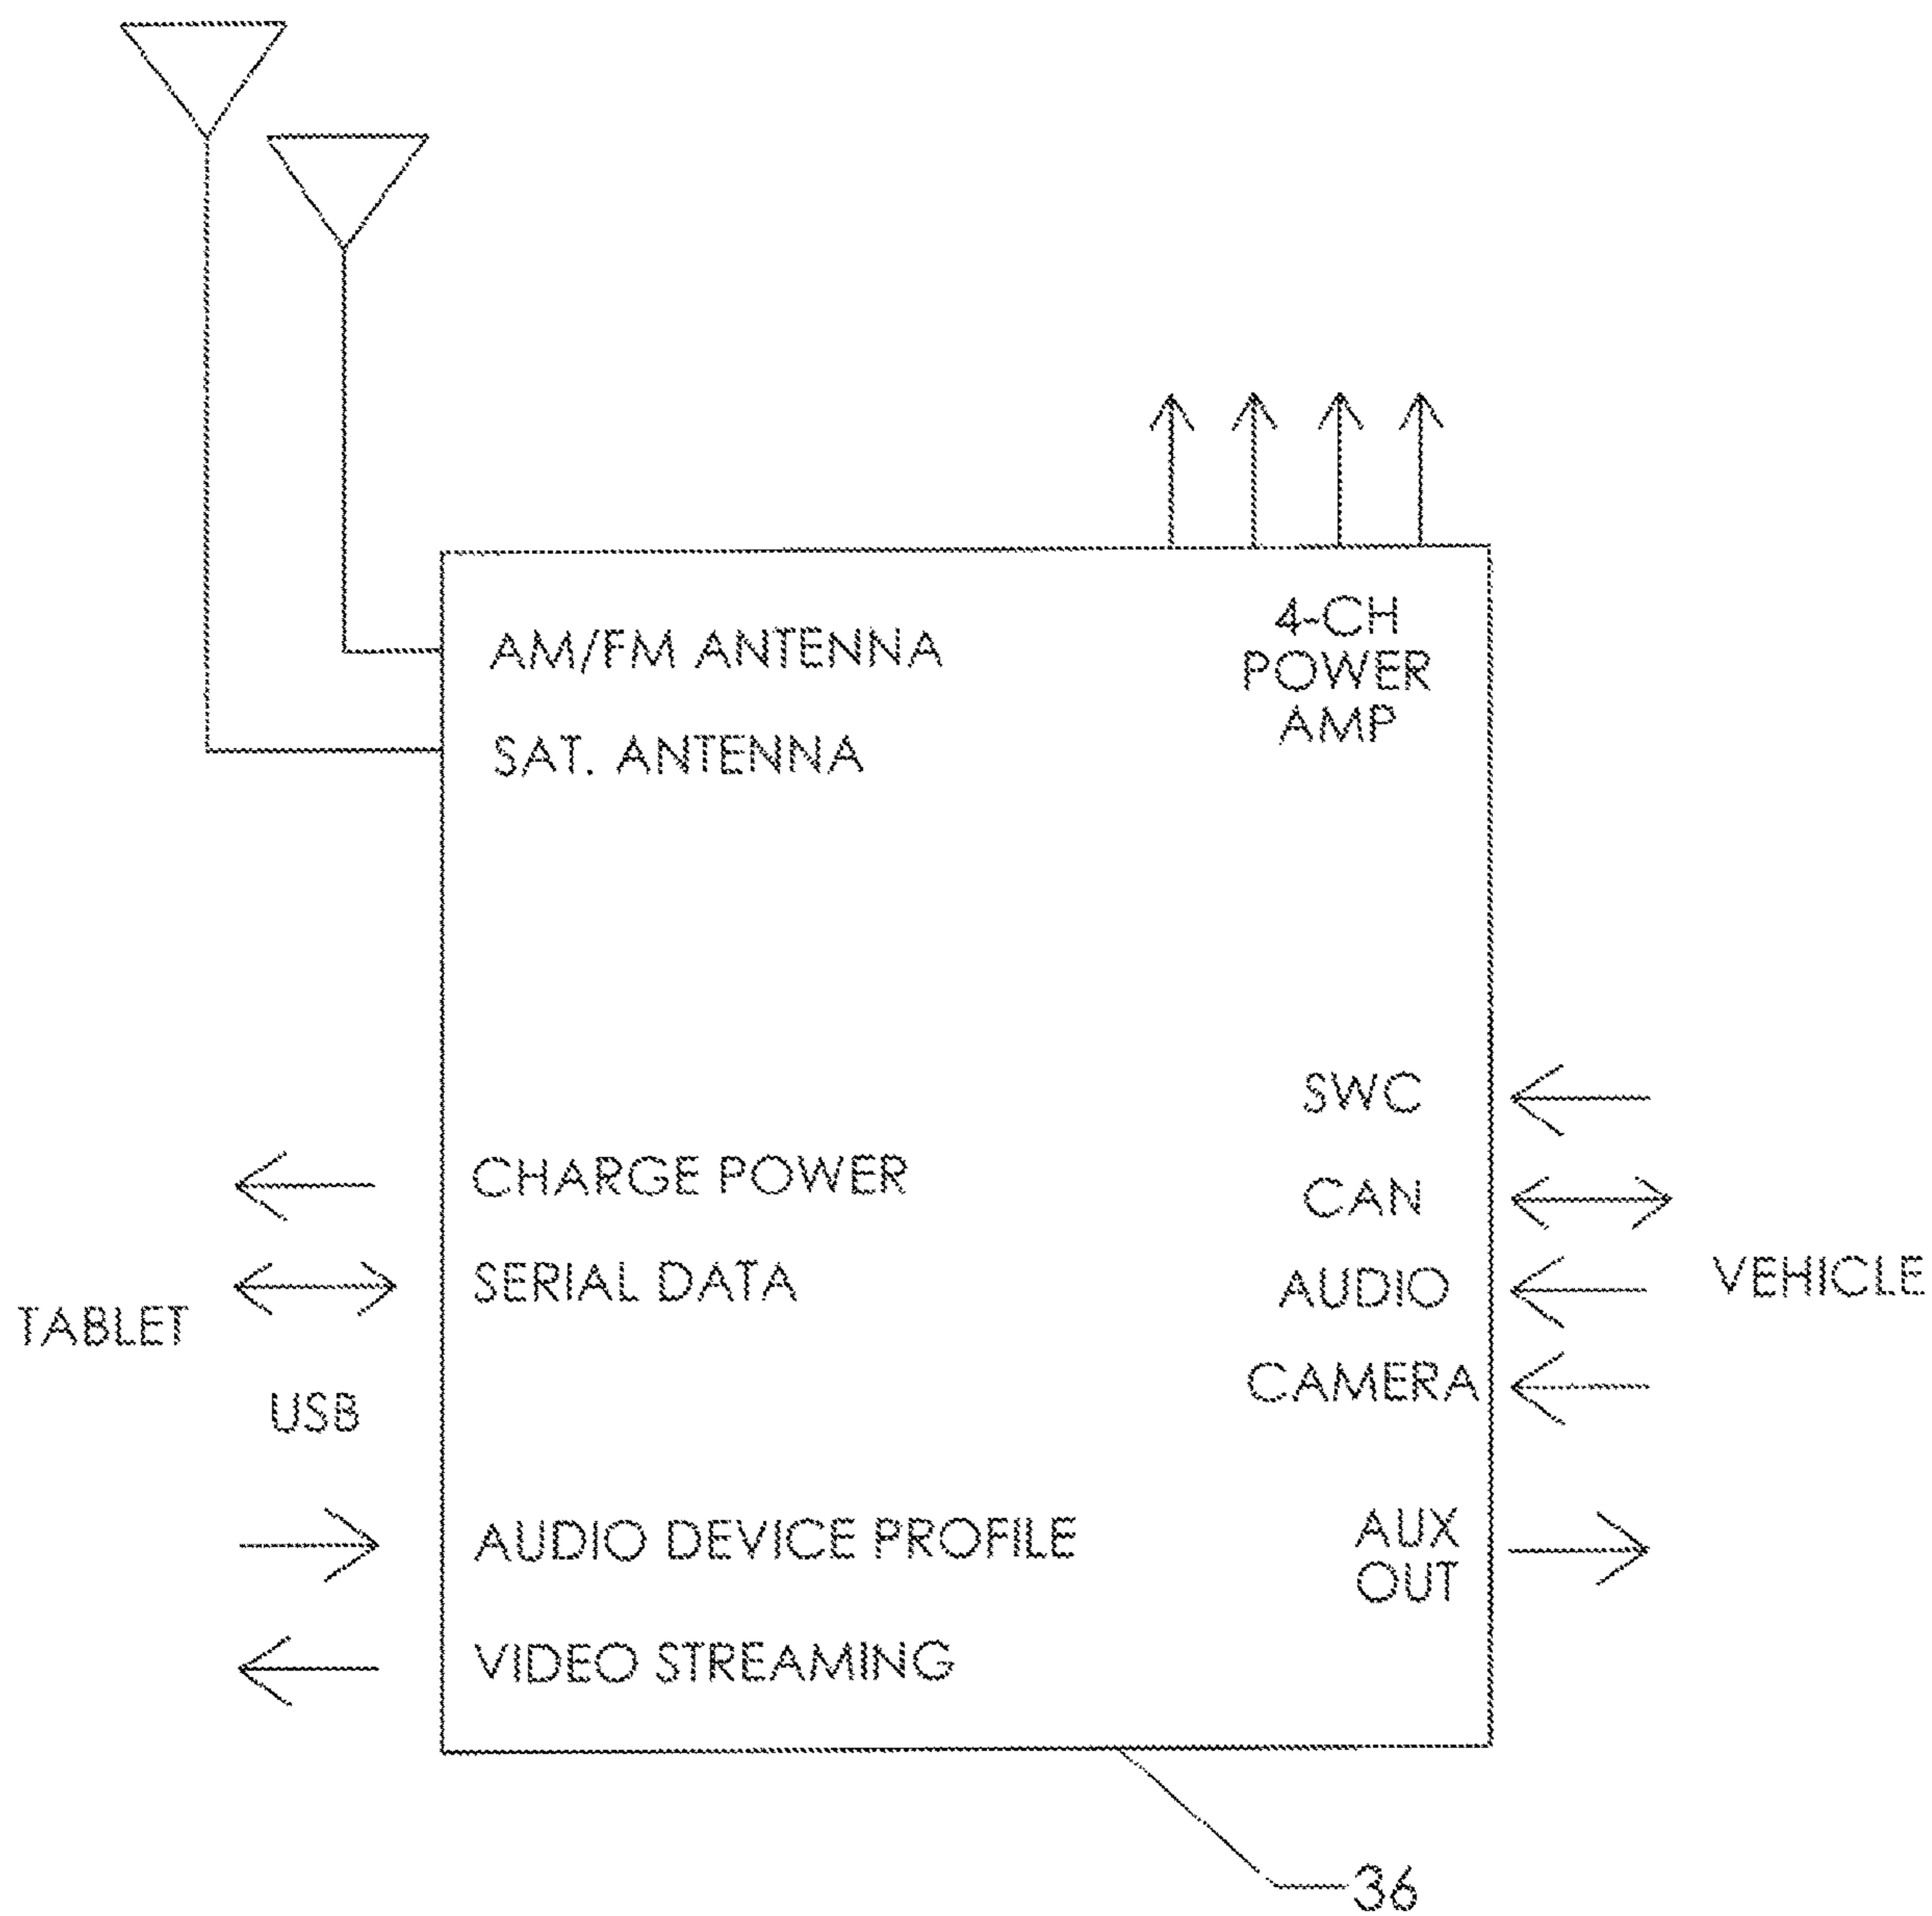 AM/FM ANTENNA
SAT. ANTENNA
4-CH
POWER
AMP
CHARGE POWER
SERIAL DATA
TABLET
USB
AUDIO DEVICE PROFILE
VIDEO STREAMING
SWC
CAN
AUDIO
CAMERA
VEHICLE
AUX
OUT
36